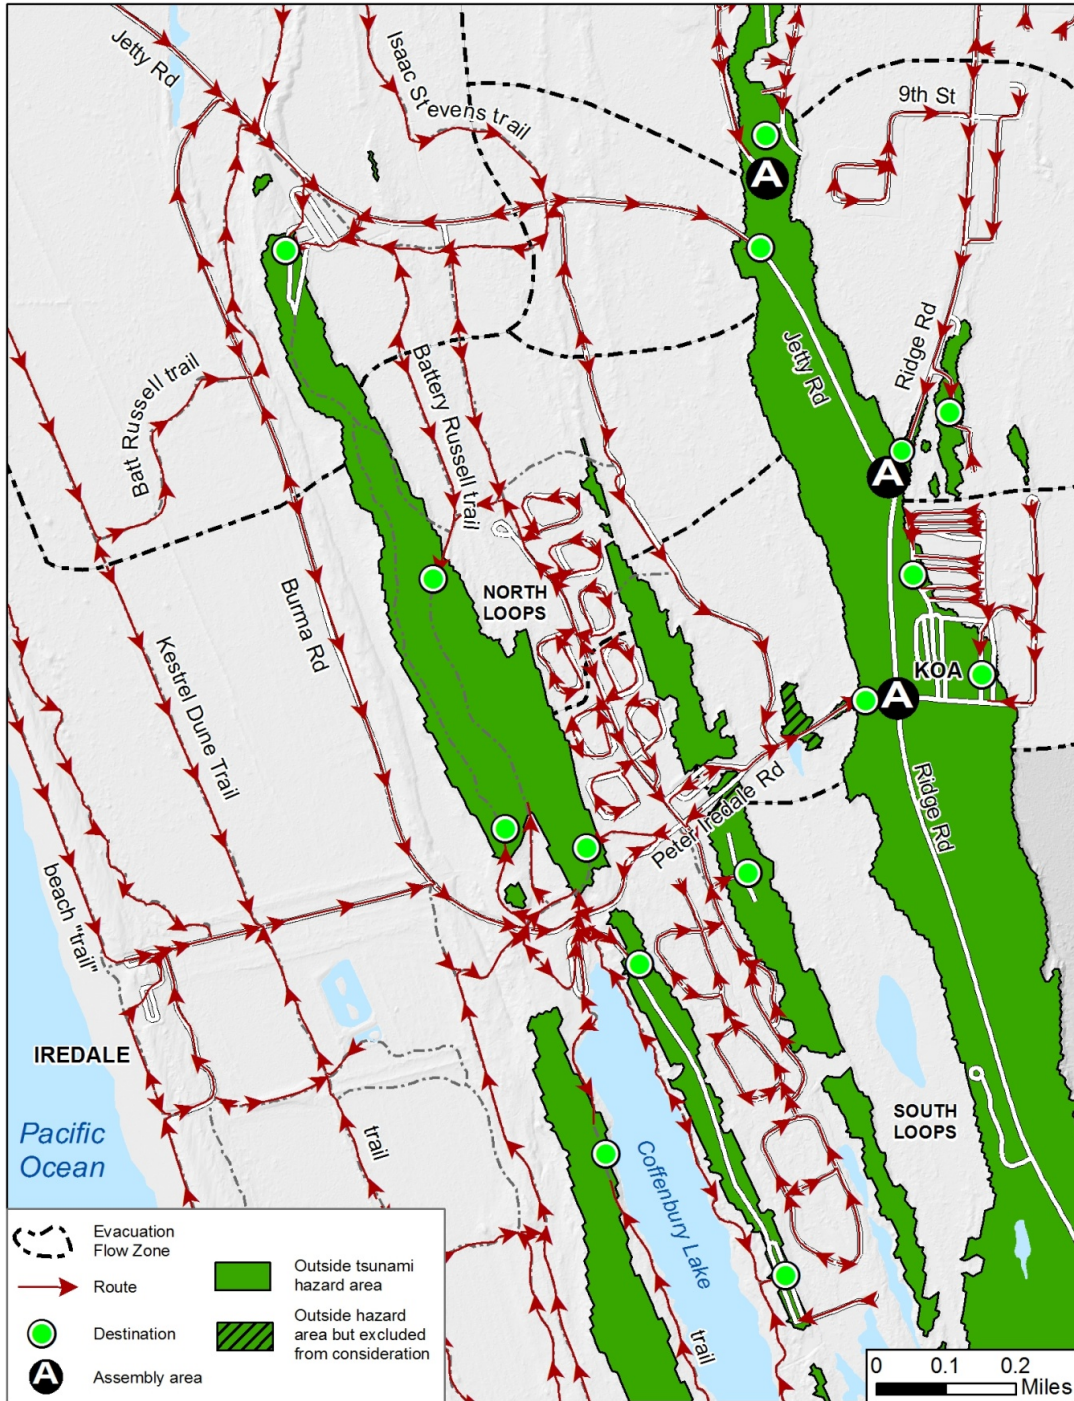 Jetty Rd
Isaac St
evens trail
9th St
A
Ridge Rd
Jetty Rd
Batt Russell trail
Battery Russell trail
A
NORTH
LOOPS
Burma Rd
Kestrel Dune Trail
KOA
A
Peter Iredale Rd
Ridge Rd
beach "trail"
IREDALE
Pacific
Ocean
trail
SOUTH
LOOPS
Coffenbury Lake
trail
Evacuation
Flow Zone
Route
Destination
A
Assembly area
Outside tsunami
hazard area
Outside hazard
area but excluded
from consideration
0 0.1 0.2
Miles